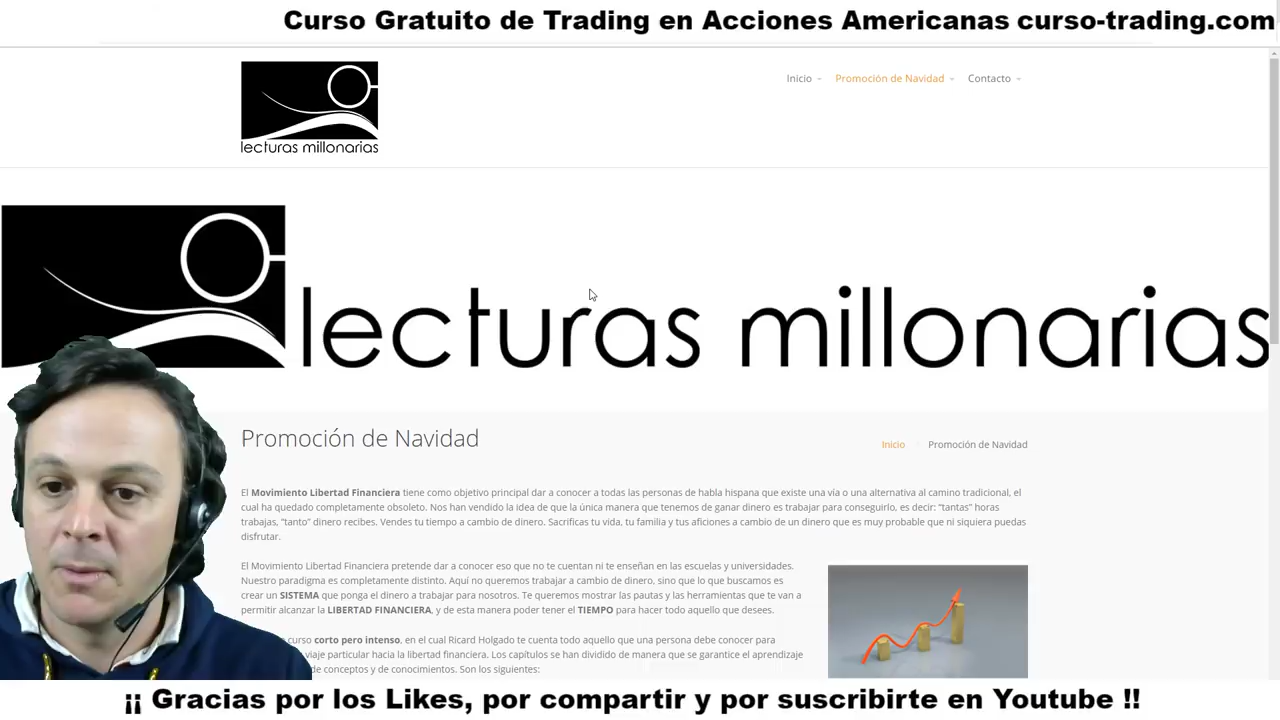 Curso Gratuito de Trading en Acciones Americanas curso-trading.com
lecturas millonarias
Inicio
Promoción de Navidad
Contacto
lecturas millonarias
Promoción de Navidad
Inicio
Promoción de Navidad
El Movimiento Libertad Financiera tiene como objetivo principal dar a conocer a todas las personas de habla hispana que existe una vía o una alternativa al camino tradicional, el
cual ha quedado completamente obsoleto. Nos han vendido la idea de que la única manera que tenemos de ganar dinero es trabajar para conseguirlo, es decir: “tantas” horas
trabajas, “tanto” dinero recibes. Vendes tu tiempo a cambio de dinero. Sacrificas tu vida, tu familia y tus aficiones a cambio de un dinero que es muy probable que ni siquiera puedas
disfrutar.
El Movimiento Libertad Financiera pretende dar a conocer eso que no te cuentan ni te enseñan en las escuelas y universidades.
Nuestro paradigma es completamente distinto. Aquí no queremos trabajar a cambio de dinero, sino que lo que buscamos es
crear un SISTEMA que ponga el dinero a trabajar para nosotros. Te queremos mostrar las pautas y las herramientas que te van a
permitir alcanzar la LIBERTAD FINANCIERA, y de esta manera poder tener el TIEMPO para hacer todo aquello que desees.
curso corto pero intenso, en el cual Ricard Holgado te cuenta todo aquello que una persona debe conocer para
viaje particular hacia la libertad financiera. Los capítulos se han dividido de manera que se garantice el aprendizaje
de conceptos y de conocimientos. Son los siguientes:
¡¡ Gracias por los Likes, por compartir y por suscribirte en Youtube !!